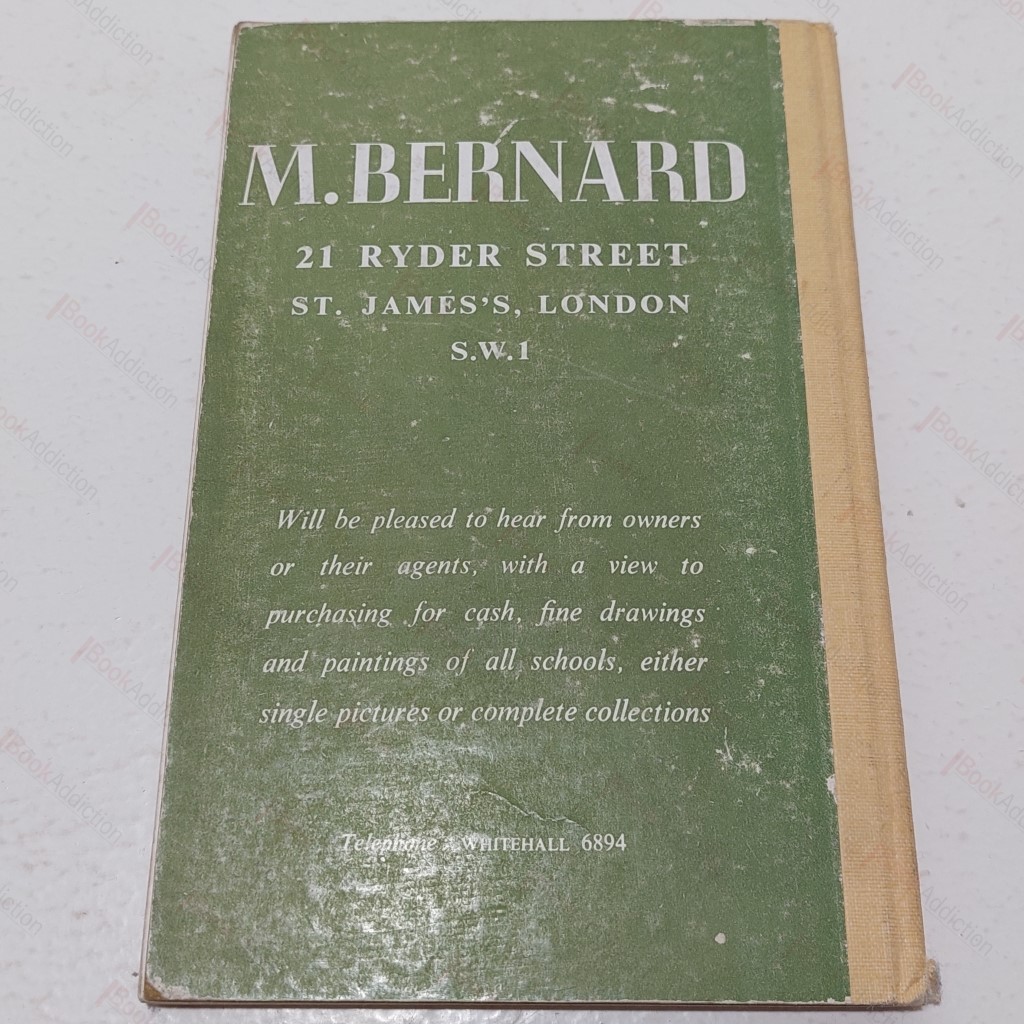 M. BERNARD
21 RYDER STREET
ST. JAMES'S, LONDON
S.W.1
Will be pleased to hear from owners
or their agents, with a view to
purchasing for cash, fine drawings
and paintings of all schools, either
single pictures or complete collections
Telephone : WHITEHALL 6894
BookAddiction